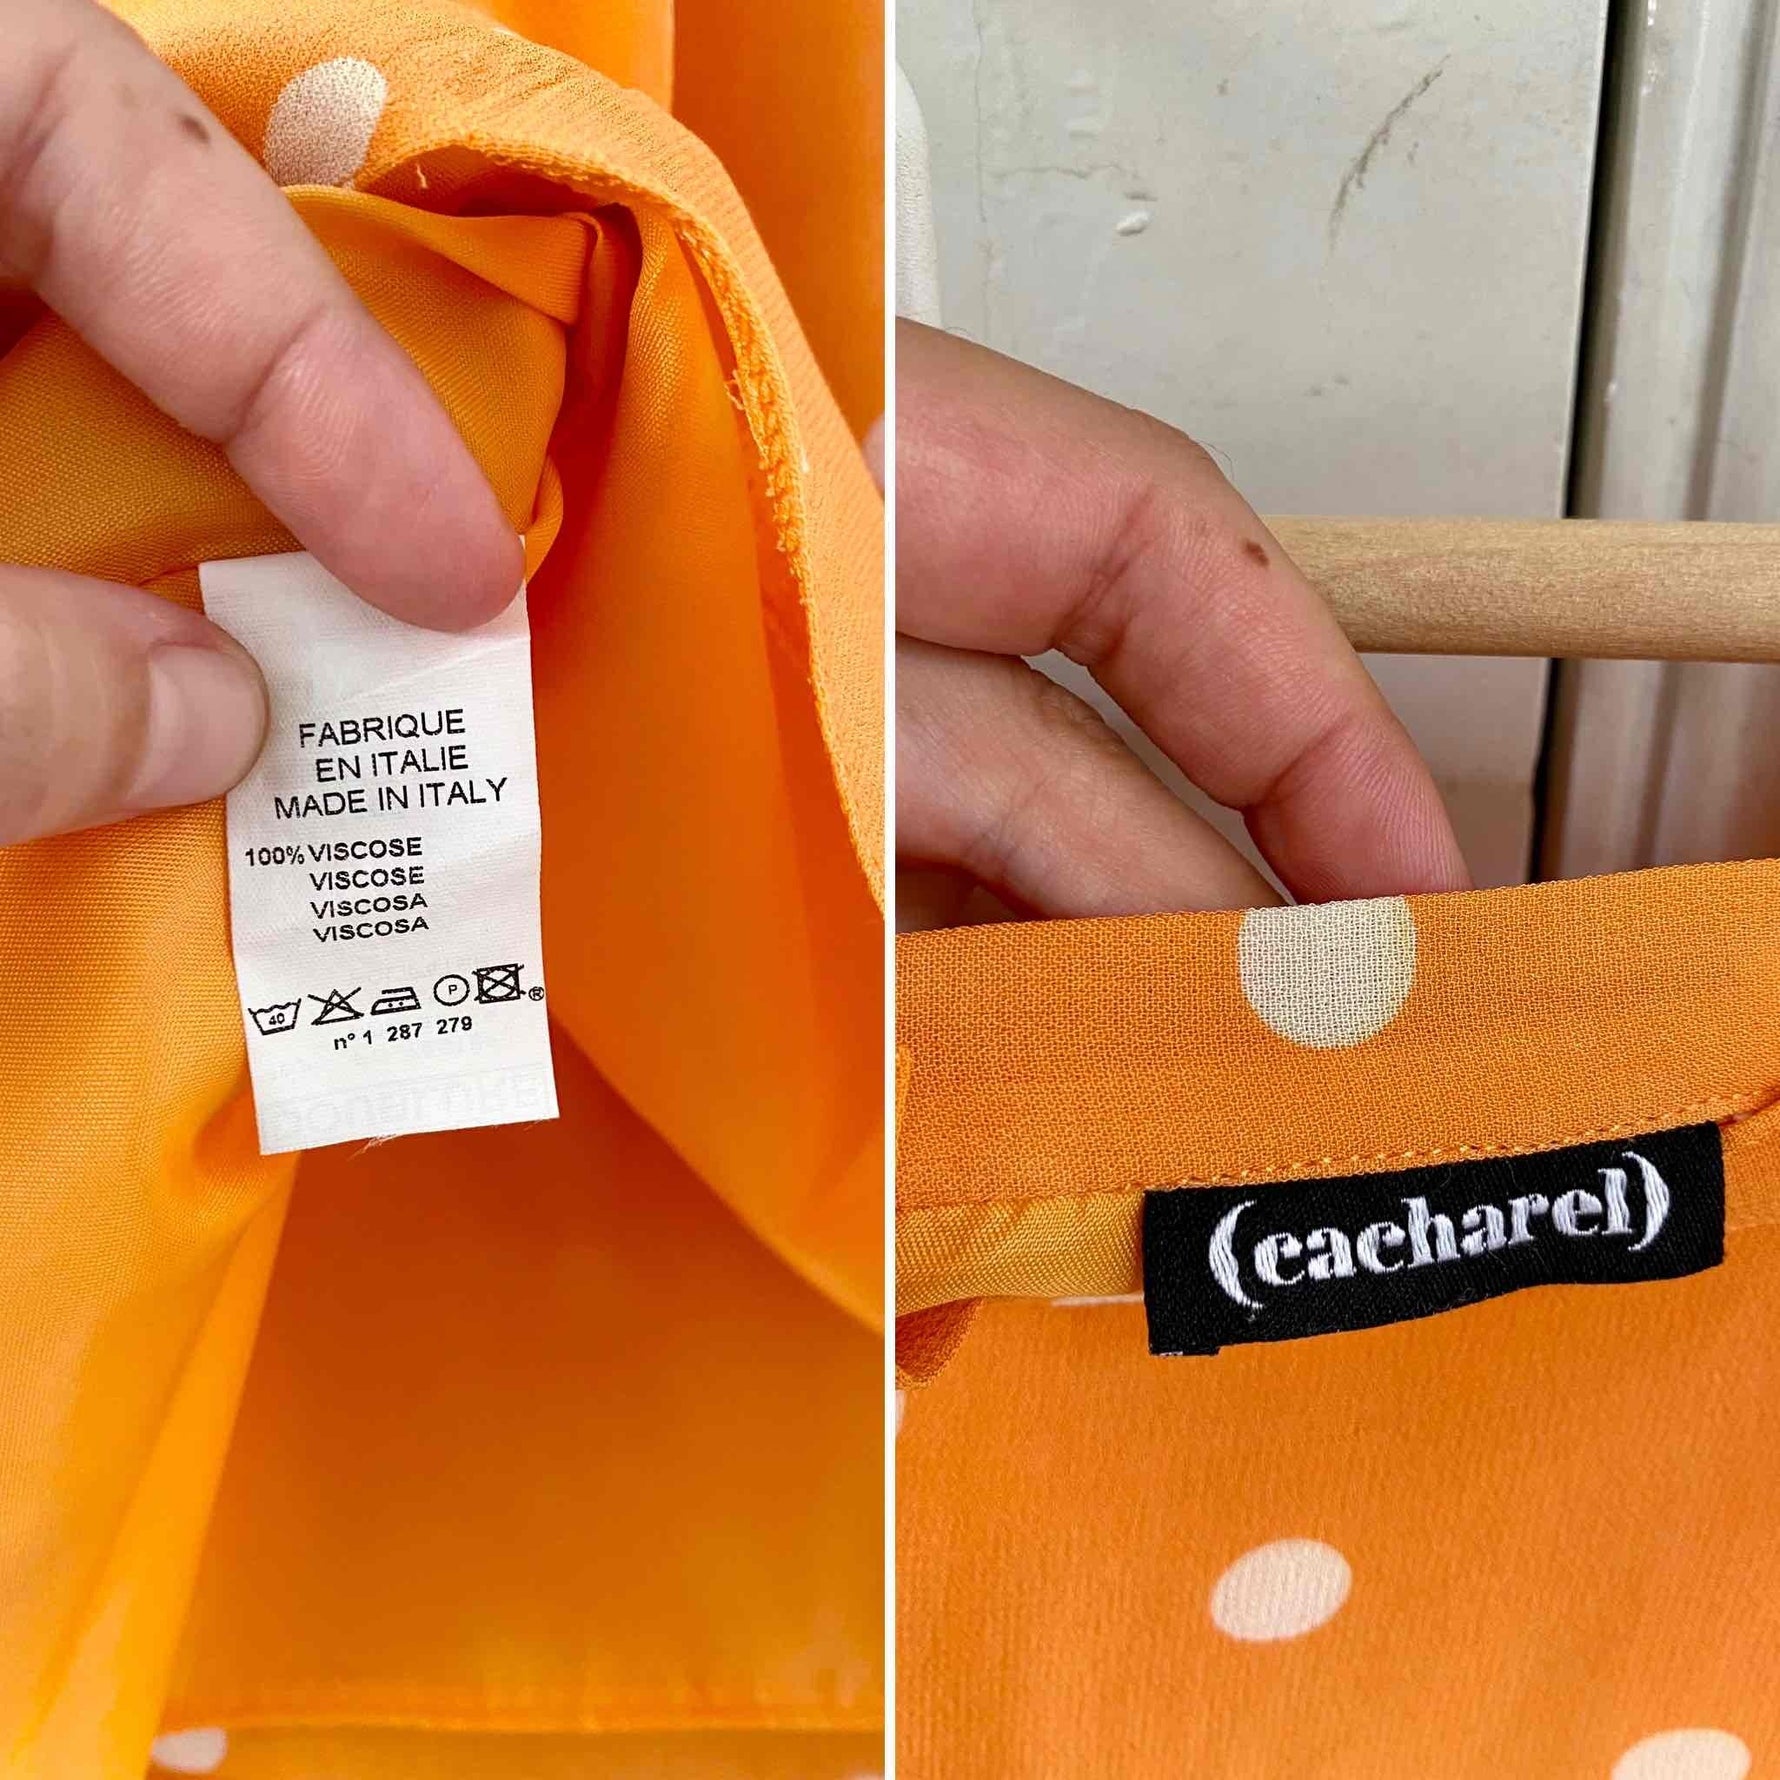 FABRIQUE
EN ITALIE
MADE IN ITALY
100% VISCOSE
VISCOSE
VISCOSA
VISCOSA
40 P ®
n° 1 287 279
(cacharel)